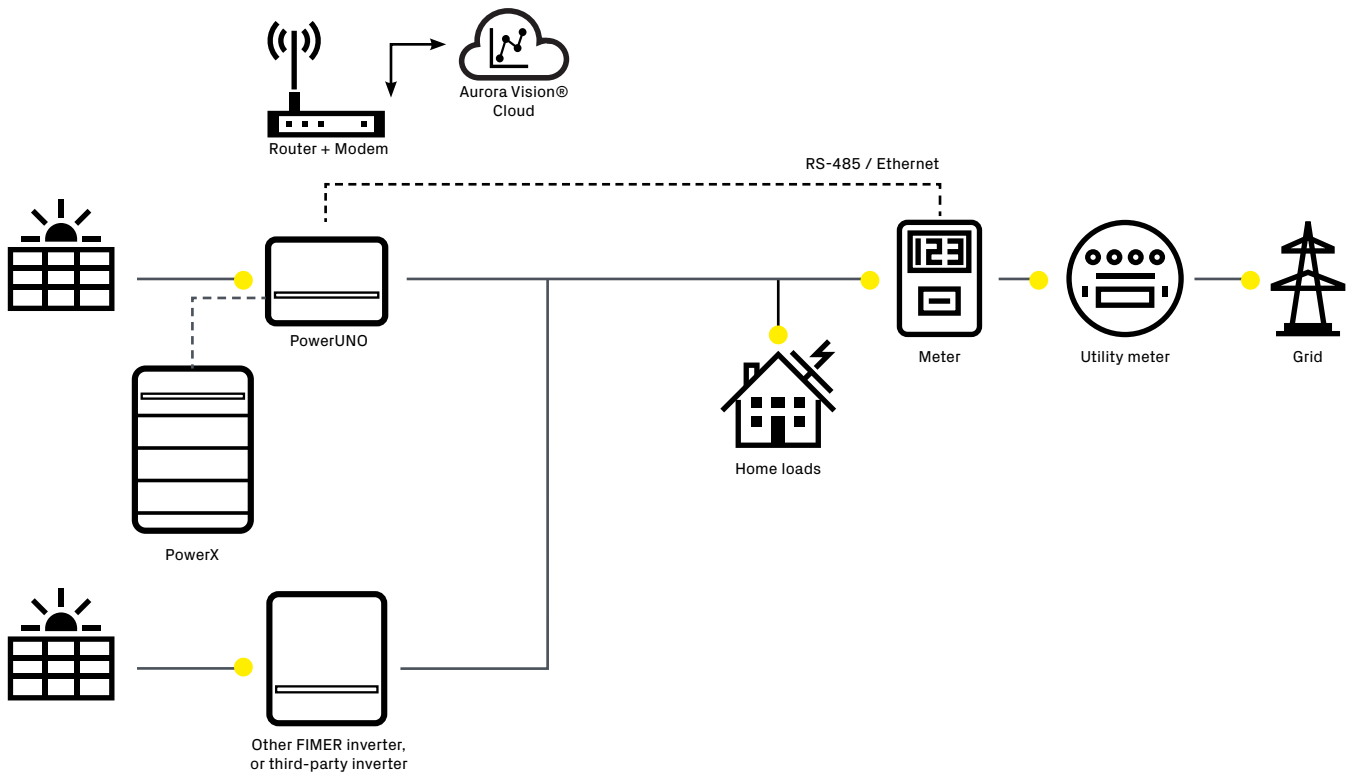 Aurora Vision®
Cloud
Router + Modem
RS-485 / Ethernet
123
PowerUNO
Meter
Utility meter
Grid
Home loads
PowerX
Other FIMER inverter,
or third-party inverter